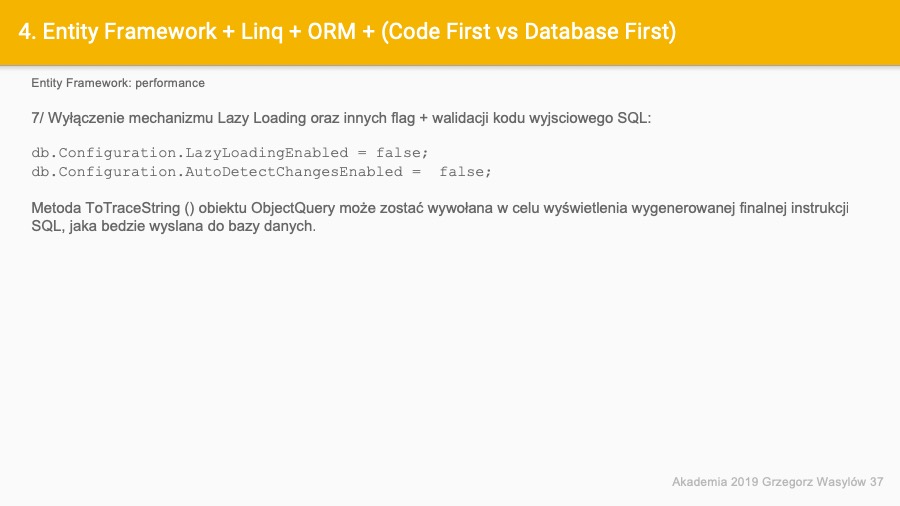 4. Entity Framework + Linq + ORM + (Code First vs Database First)
Entity Framework: performance
7/ Wyłączenie mechanizmu Lazy Loading oraz innych flag + walidacji kodu wyjsciowego SQL:
db.Configuration.LazyLoadingEnabled = false;
db.Configuration.AutoDetectChangesEnabled =  false;
Metoda ToTraceString () obiektu ObjectQuery może zostać wywołana w celu wyświetlenia wygenerowanej finalnej instrukcji
SQL, jaka bedzie wyslana do bazy danych.
Akademia 2019 Grzegorz Wasylów 37